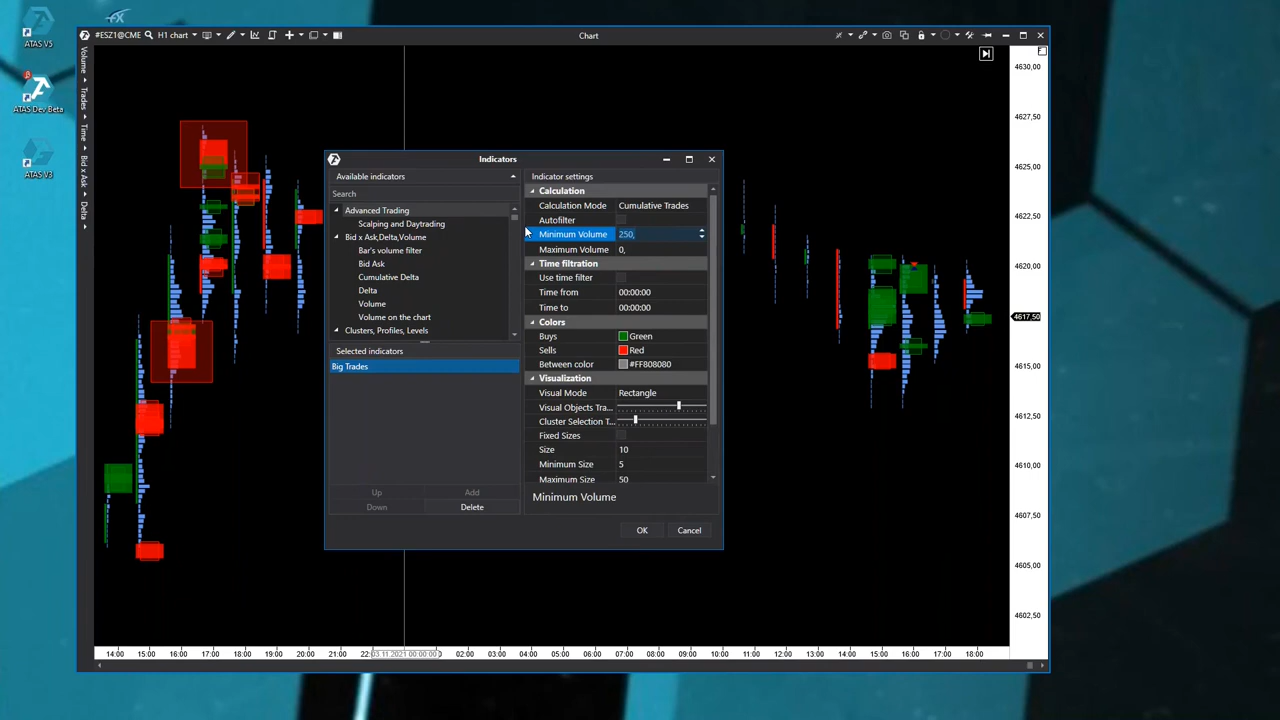 ATAS V5
ATAS Dev Beta
ATAS V3
#ESZ1@CME
H1 chart
Chart
Volume
Trades
Time
Bid x Ask
Delta
F
4630,00
4627,50
4625,00
4622,50
4620,00
4617,50
4615,00
4612,50
4610,00
4607,50
4605,00
4602,50
Indicators
Available indicators
Search
Advanced Trading
Scalping and Daytrading
Bid x Ask,Delta,Volume
Bar's volume filter
Bid Ask
Cumulative Delta
Delta
Volume
Volume on the chart
Clusters, Profiles, Levels
Selected indicators
Big Trades
Up
Add
Down
Delete
Indicator settings
Calculation
Calculation Mode Cumulative Trades
Autofilter
Minimum Volume 250,
Maximum Volume 0,
Time filtration
Use time filter
Time from 00:00:00
Time to 00:00:00
Colors
Buys Green
Sells Red
Between color #FF808080
Visualization
Visual Mode Rectangle
Visual Objects Tra...
Cluster Selection T...
Fixed Sizes
Size 10
Minimum Size 5
Maximum Size 50
Minimum Volume
OK
Cancel
14:00 15:00 16:00 17:00 18:00 19:00 20:00 21:00 03.11.2021 00:00:00 02:00 03:00 04:00 05:00 06:00 07:00 08:00 09:00 10:00 11:00 12:00 13:00 14:00 15:00 16:00 17:00 18:00